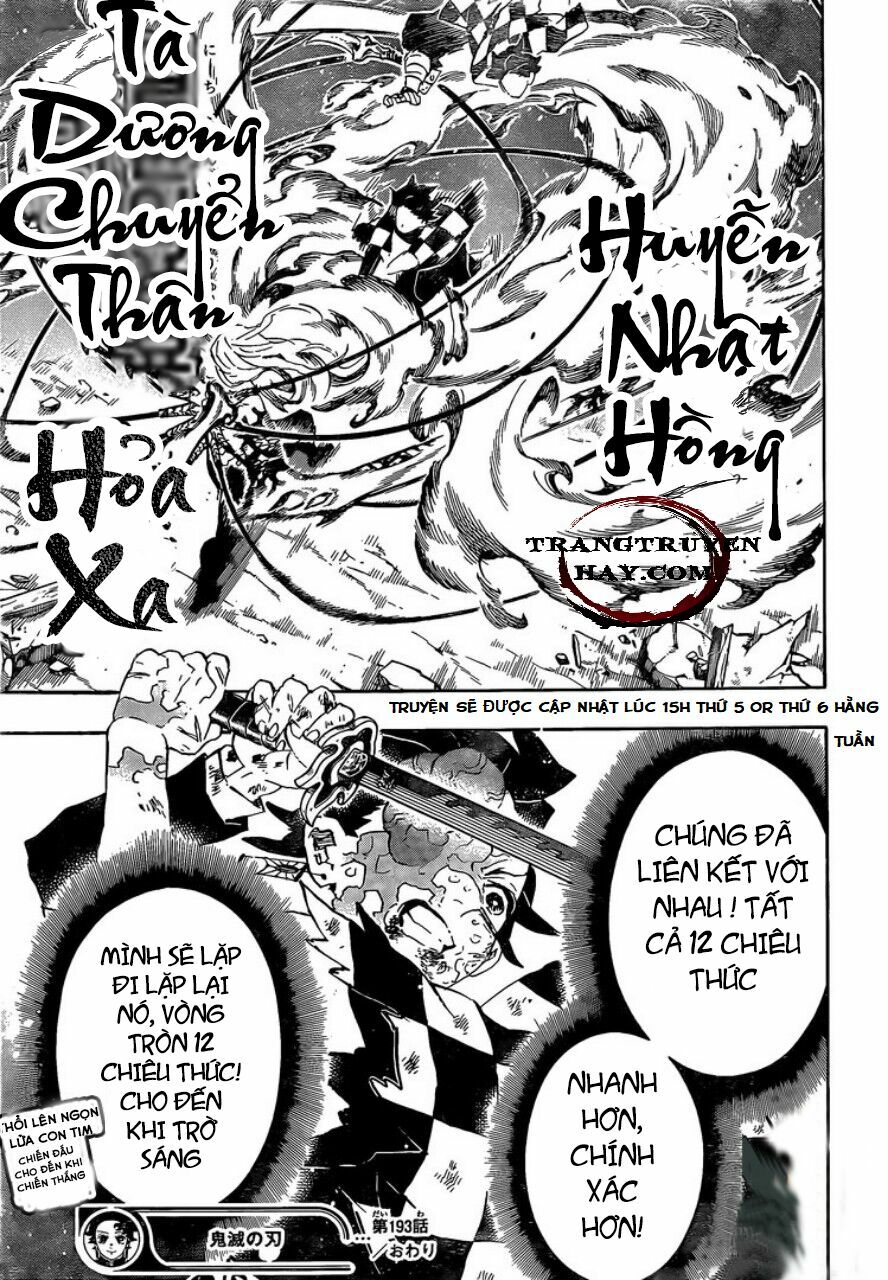 Huyễn
Nhật
Hồng
Tà
Dương
Chuyển
Thân
Hỏa
Xa
TRANGTRUYEN
HAY.COM
TRUYỆN SẼ ĐƯỢC CẬP NHẬT LÚC 15H THỨ 5 OR THỨ 6 HẰNG
TUẦN
CHÚNG ĐÃ
LIÊN KẾT VỚI
NHAU! TẤT
CẢ 12 CHIÊU
THỨC
NHANH
HƠN,
CHÍNH
XÁC
HƠN!
MÌNH SẼ LẶP
ĐI LẶP LẠI
NÓ, VÒNG
TRÒN 12
CHIÊU THỨC!
CHO ĐẾN
KHI TRỜ
SÁNG
THỔI LÊN NGỌN
LỬA CON TIM
CHIẾN ĐẤU
CHO ĐẾN KHI
CHIẾN THẮNG
鬼滅の刃
第193話
おわり